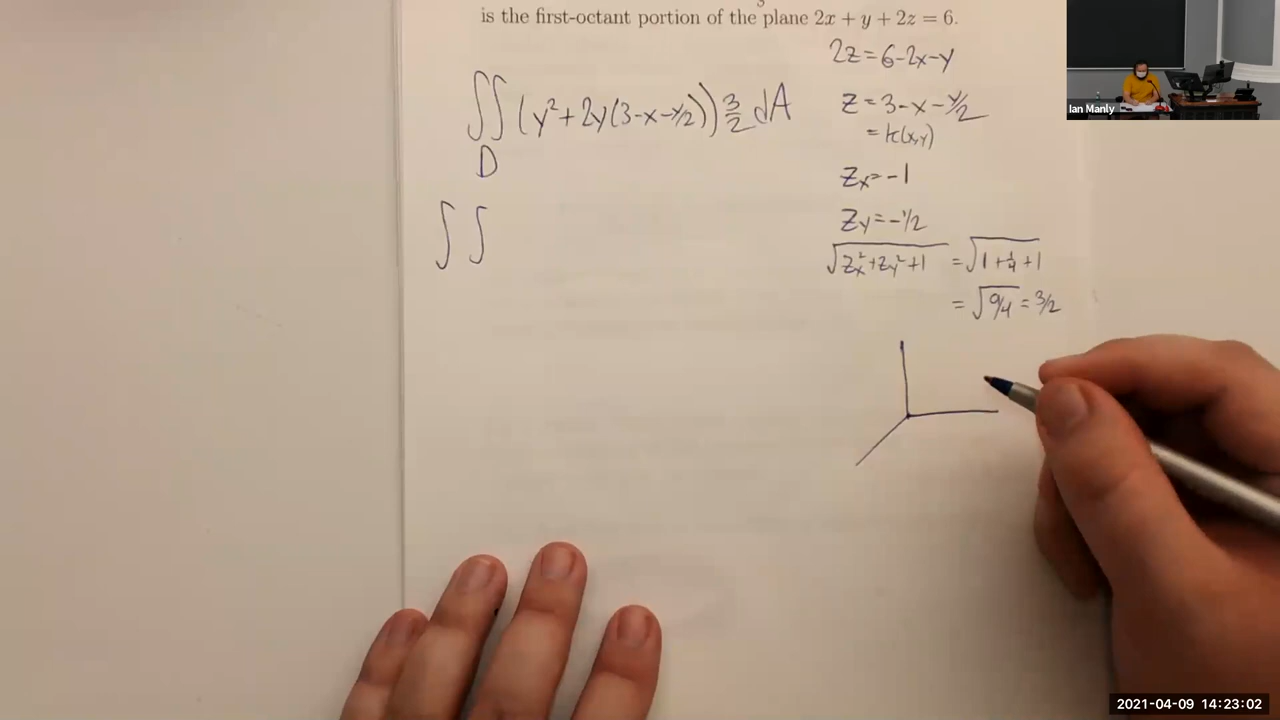 is the first-octant portion of the plane 2x + y + 2z = 6.
2z = 6-2x-y
∬ (y²+2y(3-x-y/2)) 3/2 dA
D
z = 3-x-y/2
= k(x,y)
z_x = -1
z_y = -1/2
∫ ∫
√(z_x²+z_y²+1) = √(1+1/4+1)
= √(9/4) = 3/2
Ian Manly
2021-04-09 14:23:02